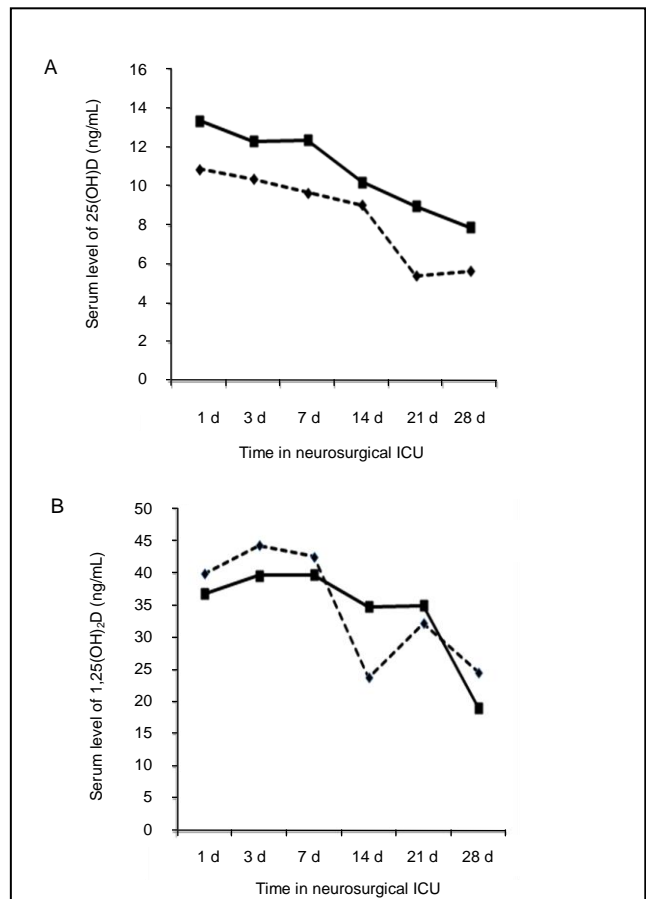 A
Serum level of 25(OH)D (ng/mL)
16
14
12
10
8
6
4
2
0
1 d 3 d 7 d 14 d 21 d 28 d
Time in neurosurgical ICU
B
Serum level of 1,25(OH)₂D (ng/mL)
50
45
40
35
30
25
20
15
10
5
0
1 d 3 d 7 d 14 d 21 d 28 d
Time in neurosurgical ICU